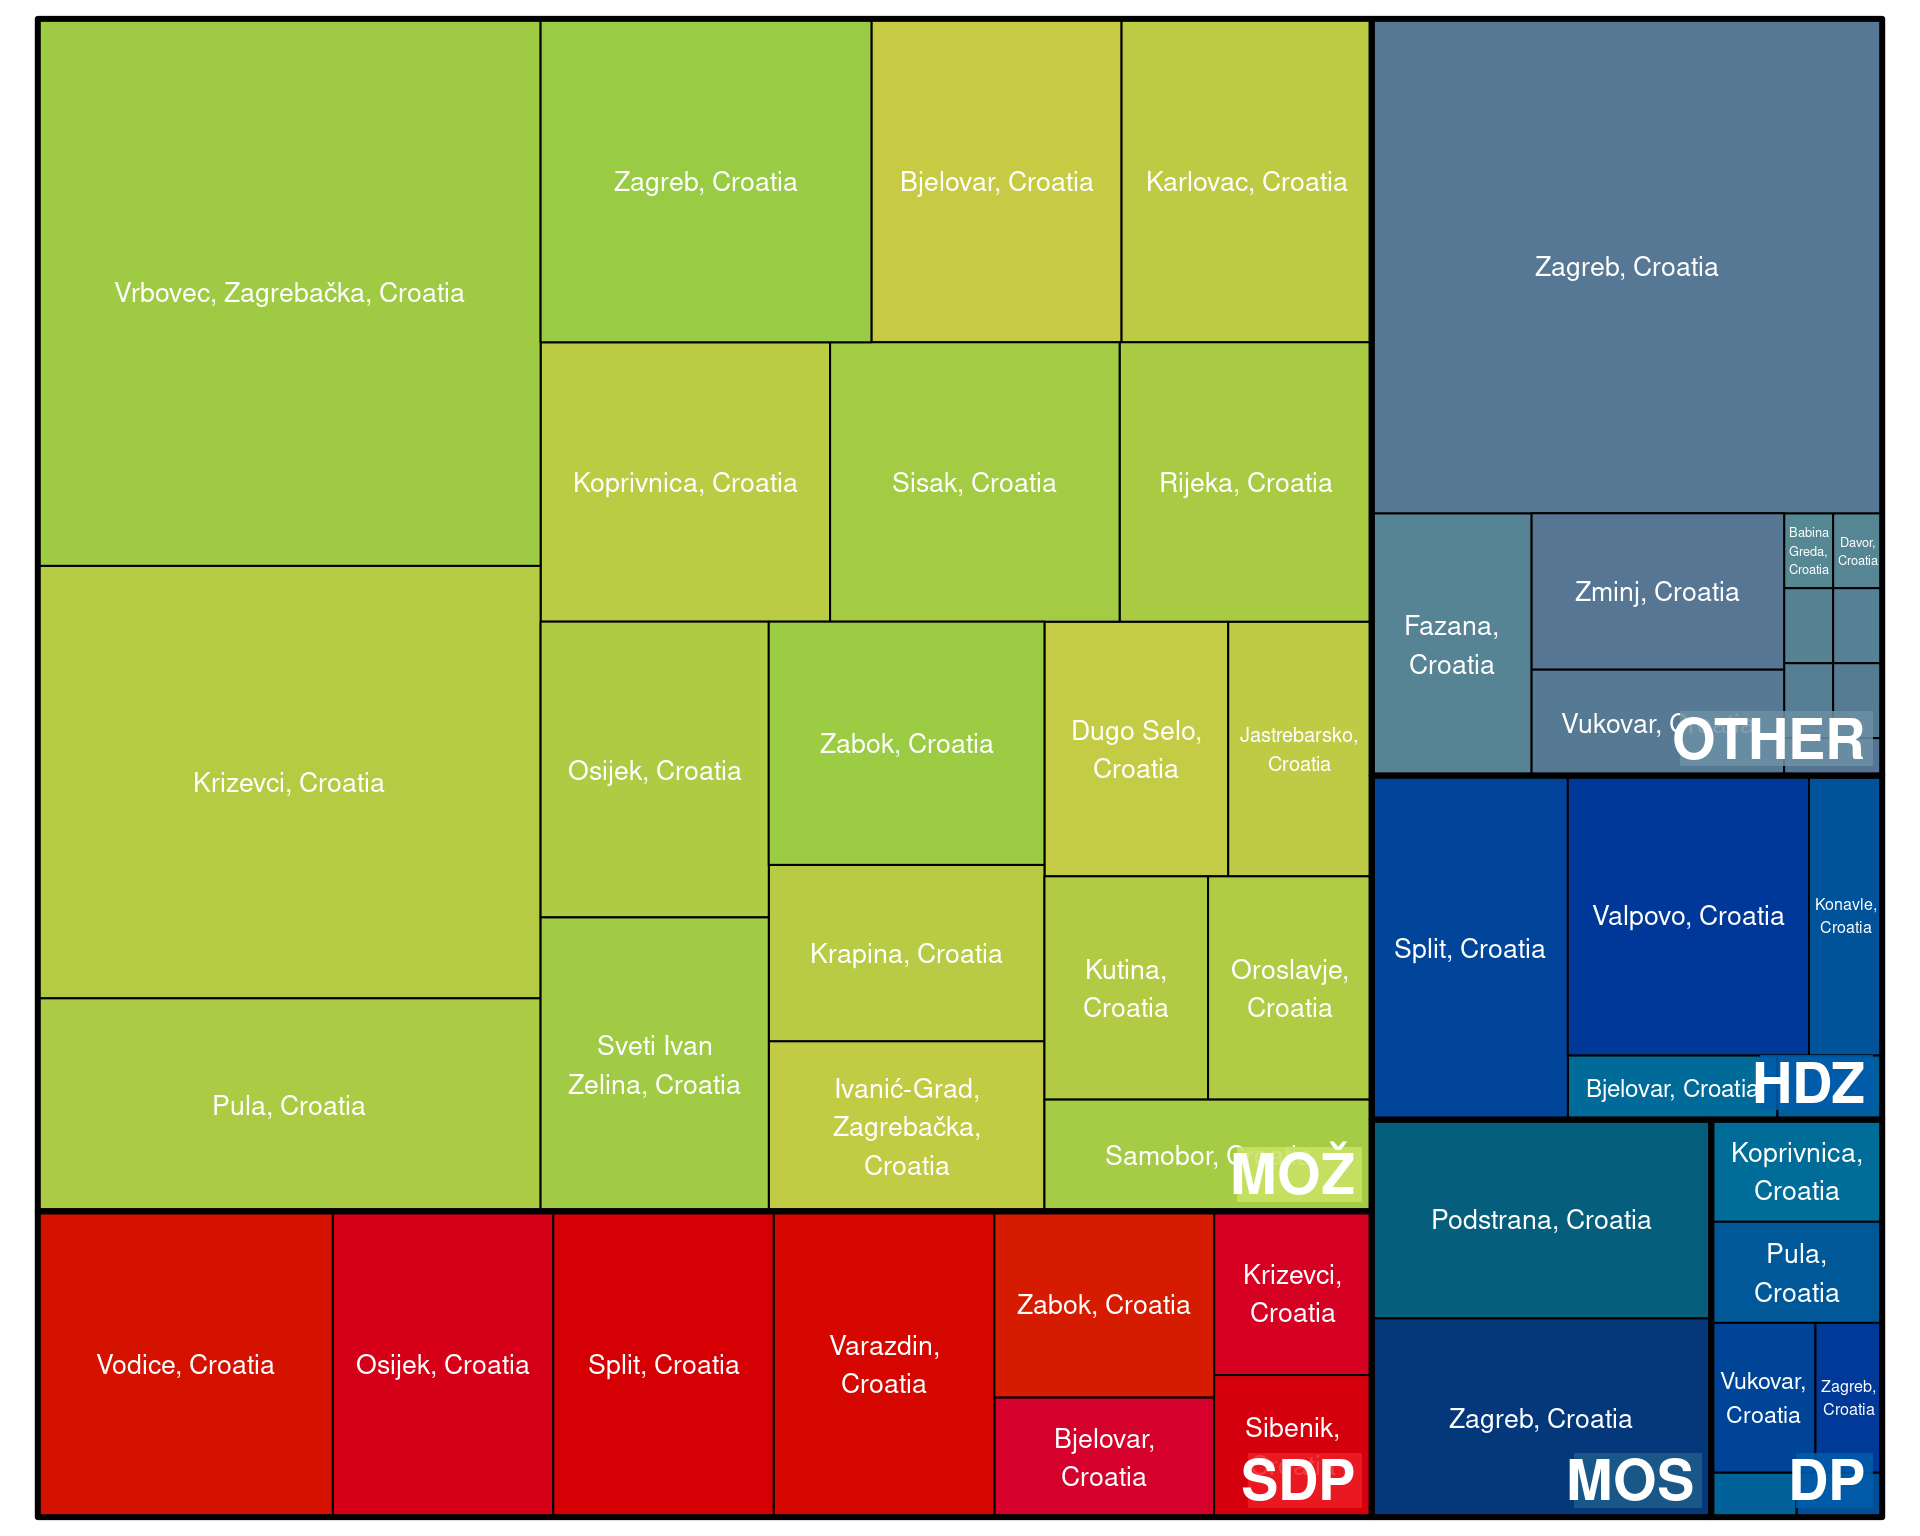 Vrbovec, Zagrebačka, Croatia
Zagreb, Croatia
Bjelovar, Croatia
Karlovac, Croatia
Koprivnica, Croatia
Sisak, Croatia
Rijeka, Croatia
Krizevci, Croatia
Osijek, Croatia
Zabok, Croatia
Dugo Selo,
Croatia
Jastrebarsko,
Croatia
Krapina, Croatia
Kutina,
Croatia
Oroslavje,
Croatia
Pula, Croatia
Sveti Ivan
Zelina, Croatia
Ivanić-Grad,
Zagrebačka,
Croatia
Samobor,
MOŽ
Vodice, Croatia
Osijek, Croatia
Split, Croatia
Varazdin,
Croatia
Zabok, Croatia
Bjelovar,
Croatia
Krizevci,
Croatia
Sibenik,
SDP
Zagreb, Croatia
Fazana,
Croatia
Zminj, Croatia
Vukovar,
Babina
Greda,
Croatia
Davor,
Croatia
OTHER
Split, Croatia
Valpovo, Croatia
Konavle,
Croatia
Bjelovar, Croatia
HDZ
Podstrana, Croatia
Zagreb, Croatia
MOS
Koprivnica,
Croatia
Pula,
Croatia
Vukovar,
Croatia
Zagreb,
Croatia
DP